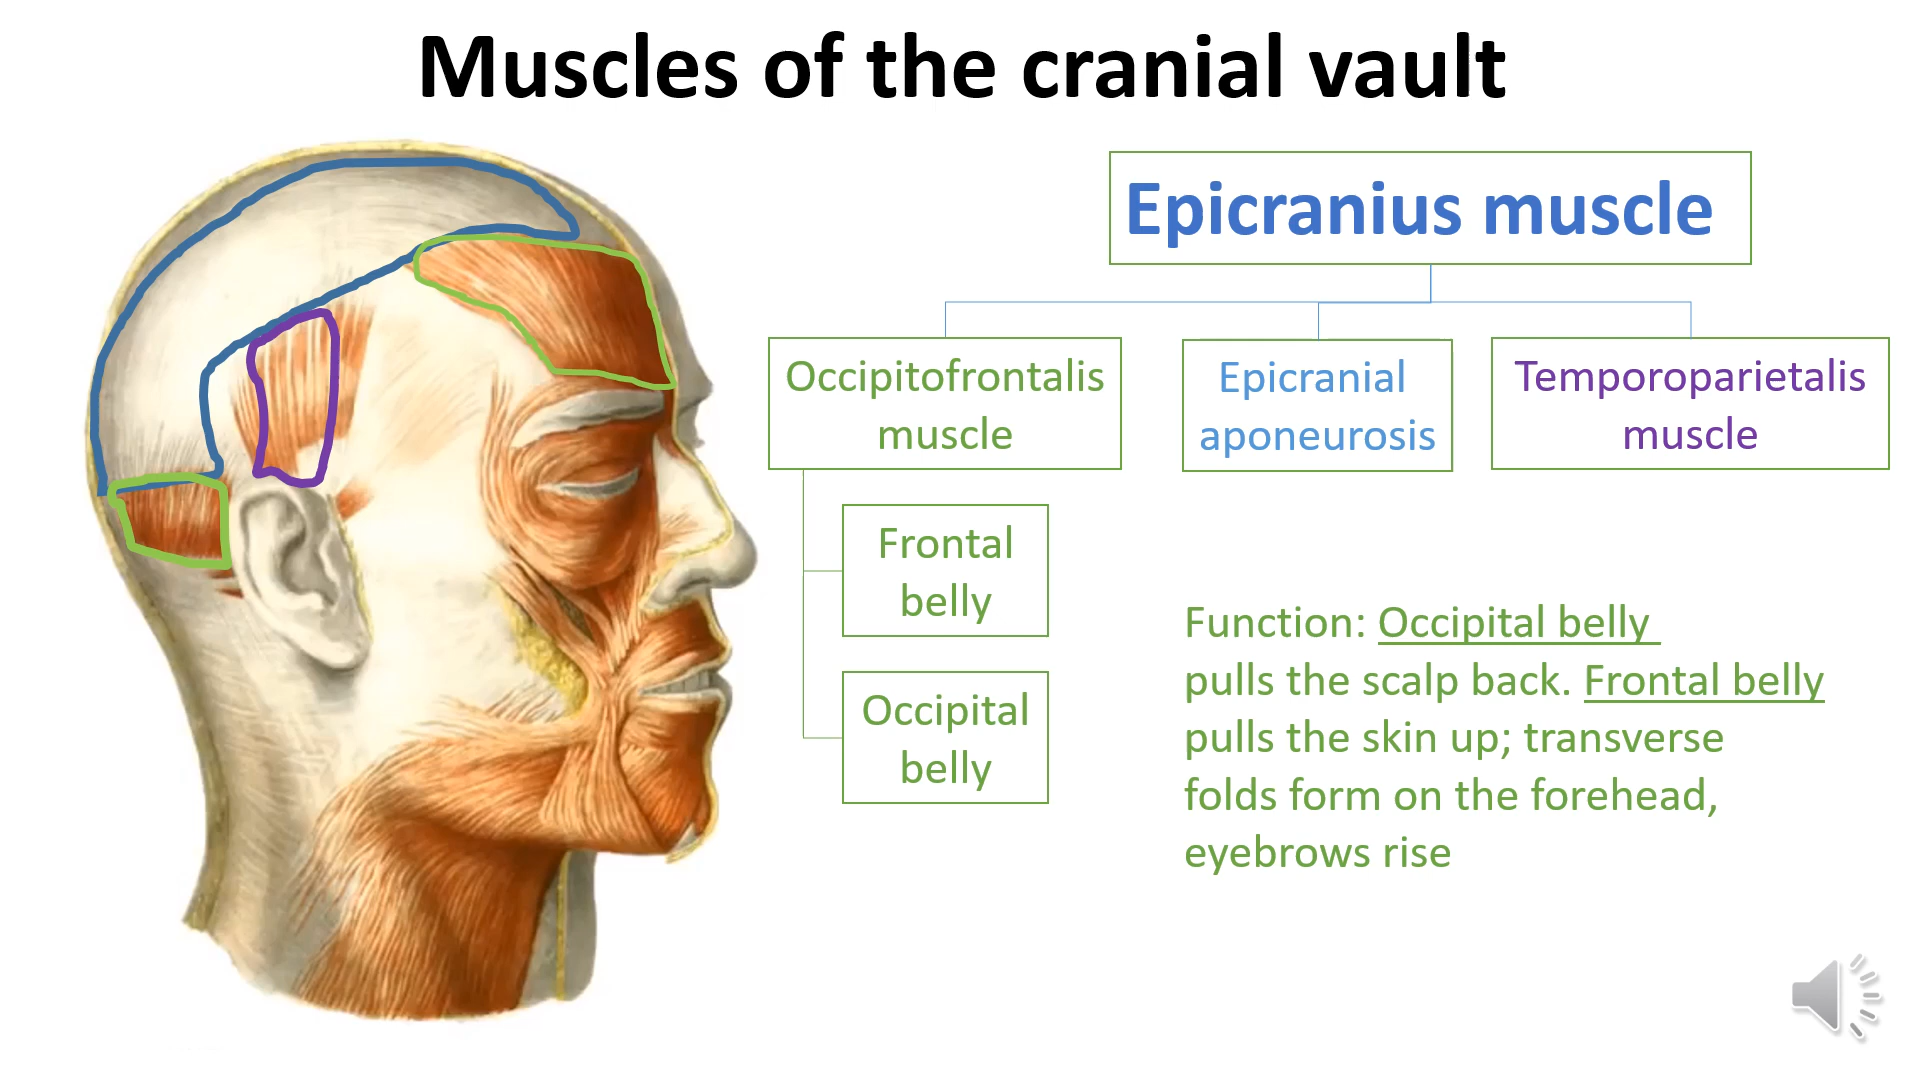 Muscles of the cranial vault
Epicranius muscle
Occipitofrontalis
muscle
Epicranial
aponeurosis
Temporoparietalis
muscle
Frontal
belly
Occipital
belly
Function: Occipital belly
pulls the scalp back. Frontal belly
pulls the skin up; transverse
folds form on the forehead,
eyebrows rise